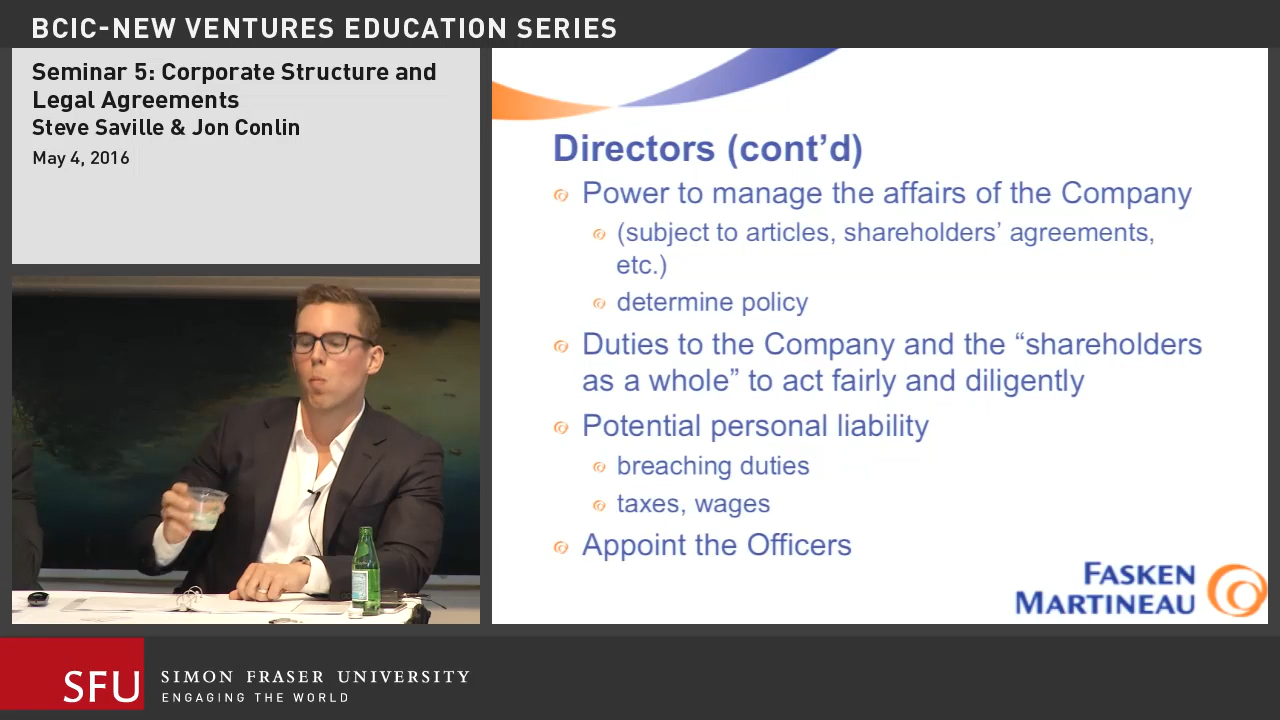 BCIC-NEW VENTURES EDUCATION SERIES
Seminar 5: Corporate Structure and
Legal Agreements
Steve Saville & Jon Conlin
May 4, 2016
Directors (cont’d)
Power to manage the affairs of the Company
(subject to articles, shareholders’ agreements,
etc.)
determine policy
Duties to the Company and the “shareholders
as a whole” to act fairly and diligently
Potential personal liability
breaching duties
taxes, wages
Appoint the Officers
FASKEN
MARTINEAU
SFU
SIMON FRASER UNIVERSITY
ENGAGING THE WORLD